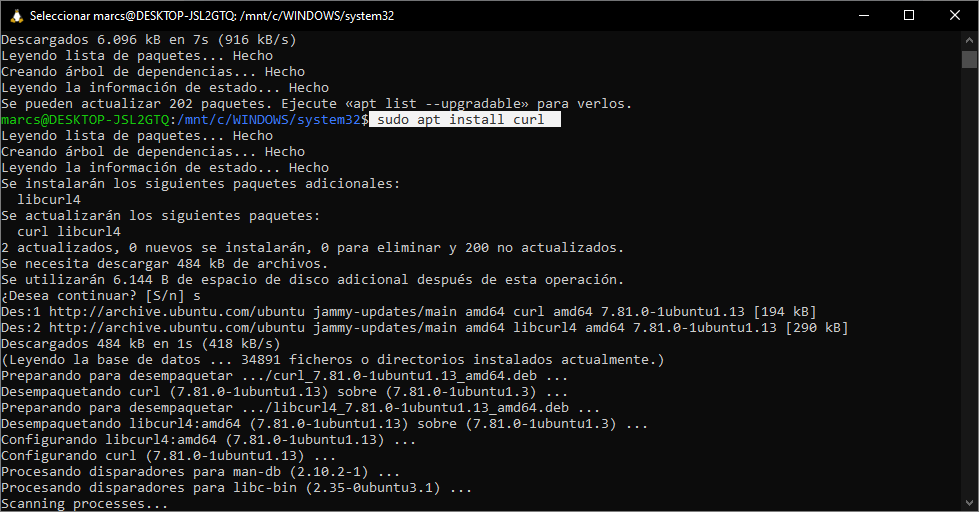 Seleccionar marcs@DESKTOP-JSL2GTQ: /mnt/c/WINDOWS/system32
Descargados 6.096 kB en 7s (916 kB/s)
Leyendo lista de paquetes... Hecho
Creando árbol de dependencias... Hecho
Leyendo la información de estado... Hecho
Se pueden actualizar 202 paquetes. Ejecute «apt list --upgradable» para verlos.
marcs@DESKTOP-JSL2GTQ:/mnt/c/WINDOWS/system32$ sudo apt install curl
Leyendo lista de paquetes... Hecho
Creando árbol de dependencias... Hecho
Leyendo la información de estado... Hecho
Se instalarán los siguientes paquetes adicionales:
  libcurl4
Se actualizarán los siguientes paquetes:
  curl libcurl4
2 actualizados, 0 nuevos se instalarán, 0 para eliminar y 200 no actualizados.
Se necesita descargar 484 kB de archivos.
Se utilizarán 6.144 B de espacio de disco adicional después de esta operación.
¿Desea continuar? [S/n] s
Des:1 http://archive.ubuntu.com/ubuntu jammy-updates/main amd64 curl amd64 7.81.0-1ubuntu1.13 [194 kB]
Des:2 http://archive.ubuntu.com/ubuntu jammy-updates/main amd64 libcurl4 amd64 7.81.0-1ubuntu1.13 [290 kB]
Descargados 484 kB en 1s (418 kB/s)
(Leyendo la base de datos ... 34891 ficheros o directorios instalados actualmente.)
Preparando para desempaquetar .../curl_7.81.0-1ubuntu1.13_amd64.deb ...
Desempaquetando curl (7.81.0-1ubuntu1.13) sobre (7.81.0-1ubuntu1.3) ...
Preparando para desempaquetar .../libcurl4_7.81.0-1ubuntu1.13_amd64.deb ...
Desempaquetando libcurl4:amd64 (7.81.0-1ubuntu1.13) sobre (7.81.0-1ubuntu1.3) ...
Configurando libcurl4:amd64 (7.81.0-1ubuntu1.13) ...
Configurando curl (7.81.0-1ubuntu1.13) ...
Procesando disparadores para man-db (2.10.2-1) ...
Procesando disparadores para libc-bin (2.35-0ubuntu3.1) ...
Scanning processes...